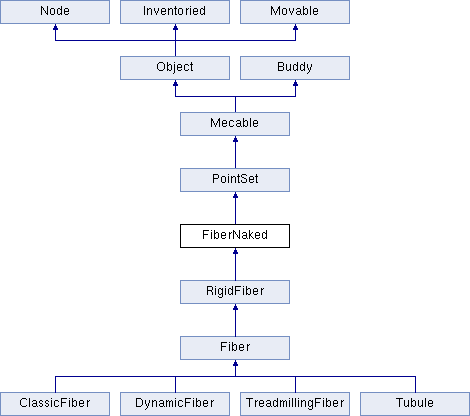 Node Inventoried Movable
Object Buddy
Mecable
PointSet
FiberNaked
RigidFiber
Fiber
ClassicFiber DynamicFiber TreadmillingFiber Tubule